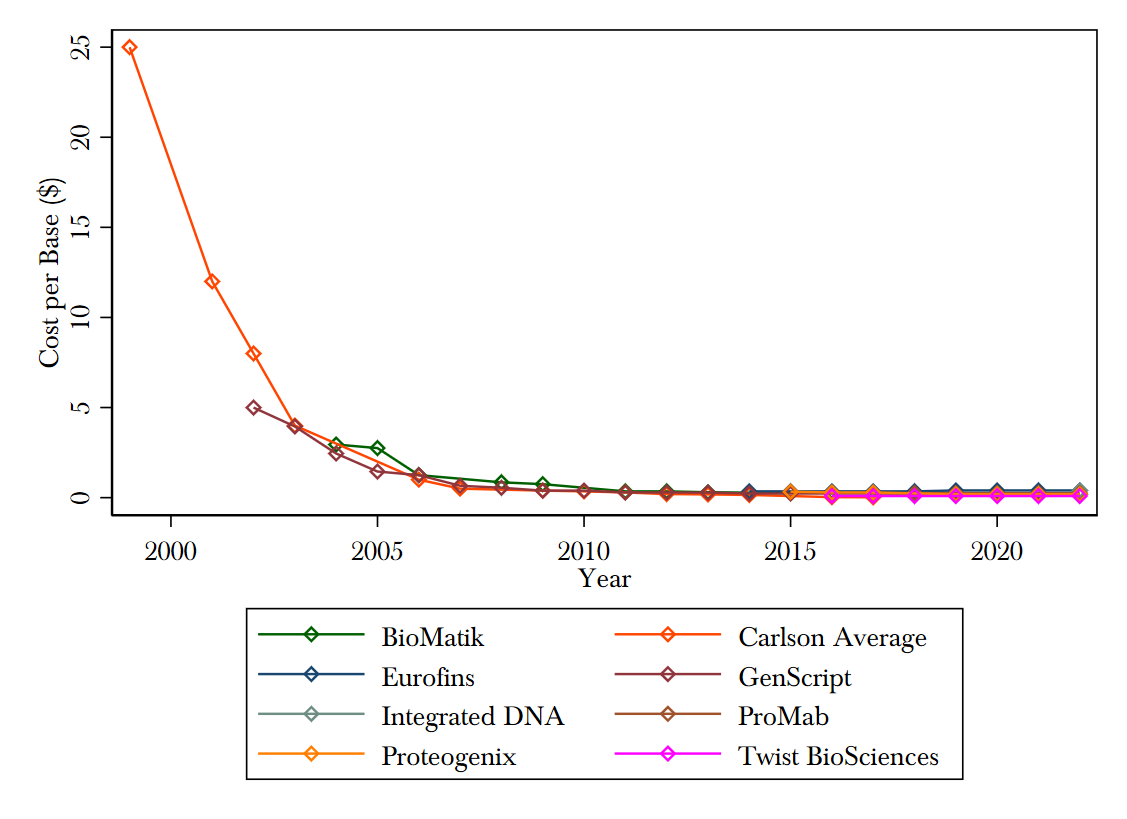 25
20
15
10
5
0
Cost per Base ($)
2000 2005 2010 2015 2020
Year
BioMatik Carlson Average
Eurofins GenScript
Integrated DNA ProMab
Proteogenix Twist BioSciences